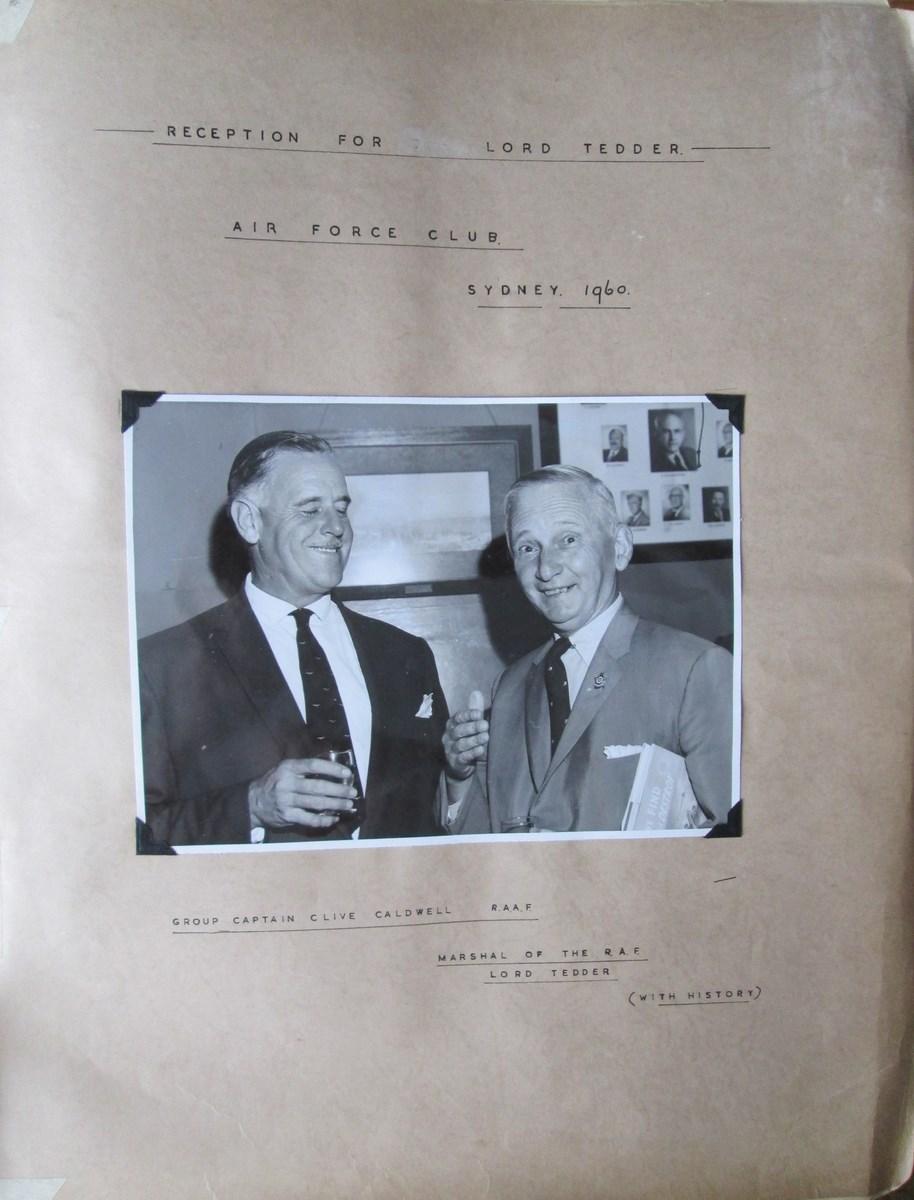 RECEPTION FOR LORD TEDDER.
AIR FORCE CLUB.
SYDNEY. 1960.
GROUP CAPTAIN CLIVE CALDWELL R.A.A.F.
MARSHAL OF THE R.A.F.
LORD TEDDER
(WITH HISTORY)